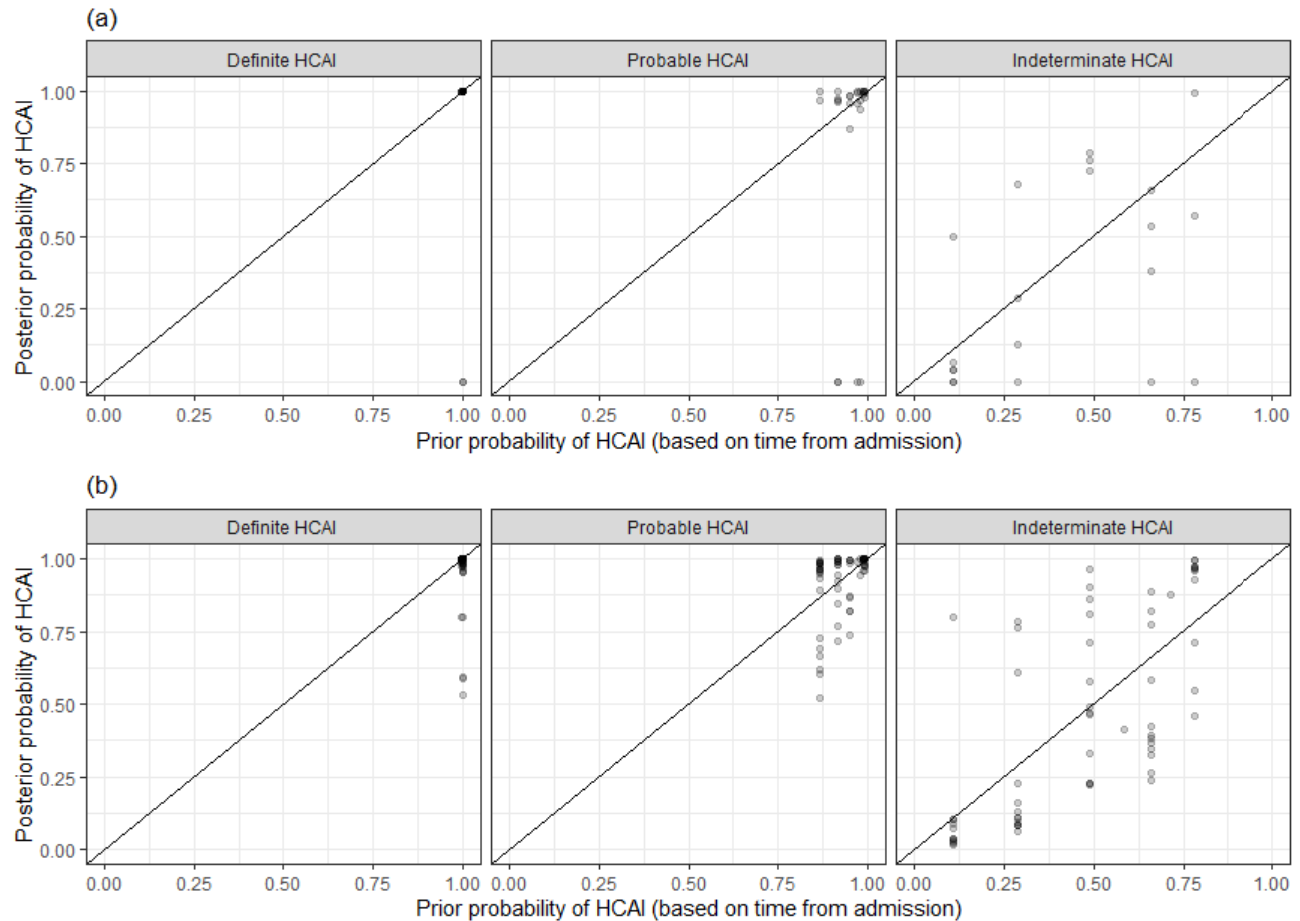 (a)
Definite HCAI
Probable HCAI
Indeterminate HCAI
Posterior probability of HCAI
1.00
0.75
0.50
0.25
0.00
0.00 0.25 0.50 0.75 1.00
0.00 0.25 0.50 0.75 1.00
0.00 0.25 0.50 0.75 1.00
Prior probability of HCAI (based on time from admission)
(b)
Definite HCAI
Probable HCAI
Indeterminate HCAI
Posterior probability of HCAI
1.00
0.75
0.50
0.25
0.00
0.00 0.25 0.50 0.75 1.00
0.00 0.25 0.50 0.75 1.00
0.00 0.25 0.50 0.75 1.00
Prior probability of HCAI (based on time from admission)